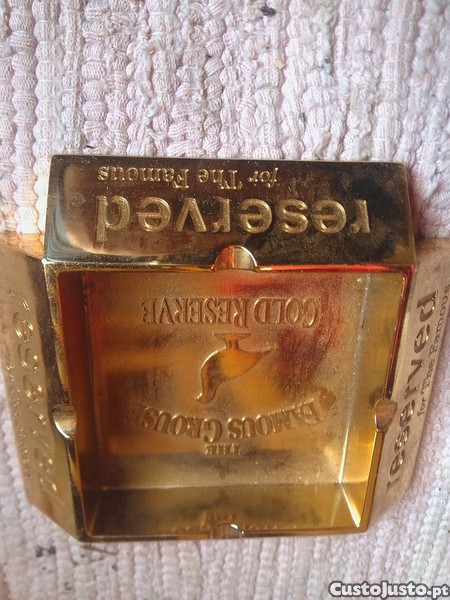 reserved
for The Famous
THE
FAMOUS GROUSE
GOLD RESERVE
reserved
for The Famous
reserved
CustoJusto.pt